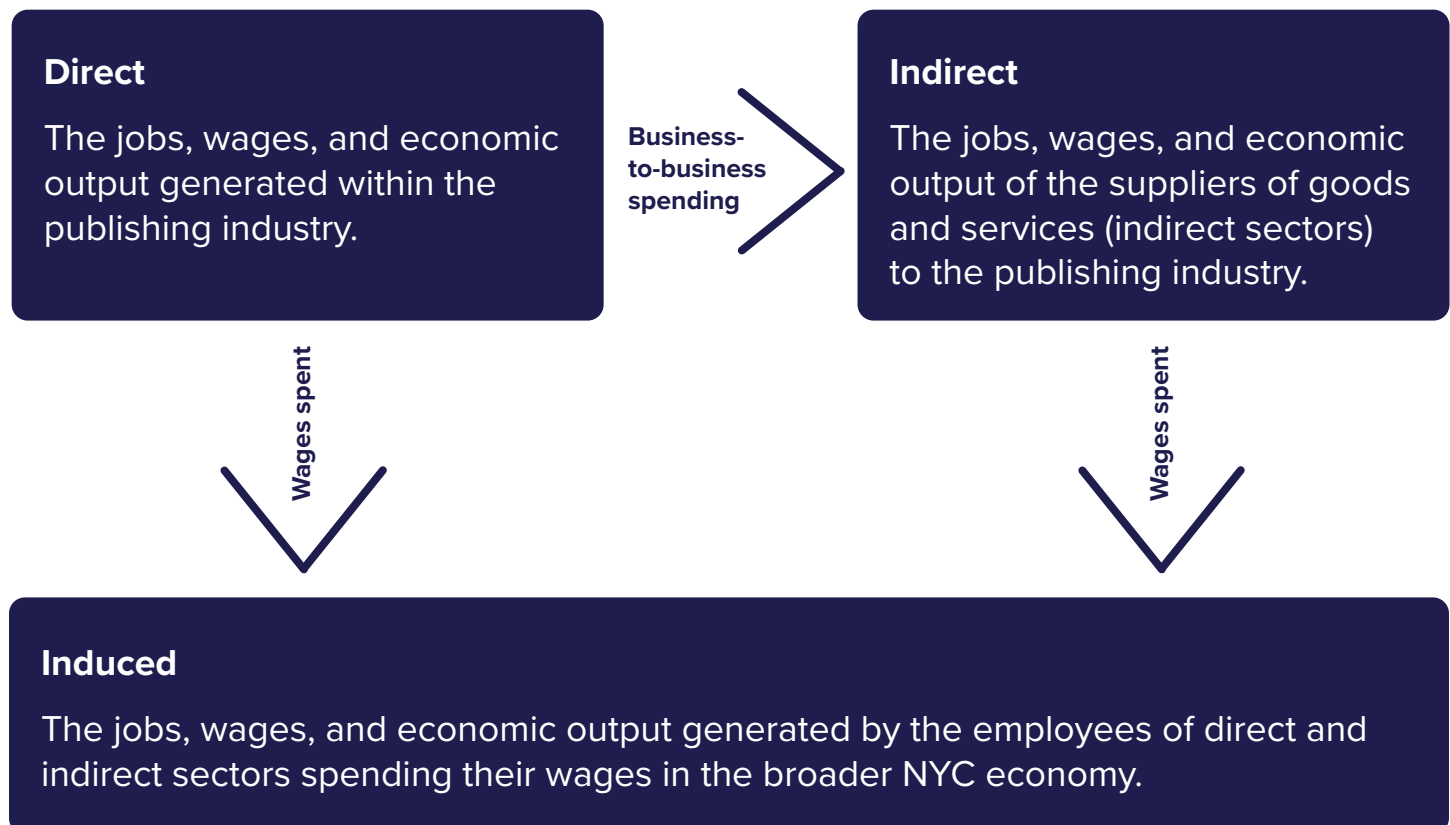 Direct
The jobs, wages, and economic
output generated within the
publishing industry.
Business-
to-business
spending
Indirect
The jobs, wages, and economic
output of the suppliers of goods
and services (indirect sectors)
to the publishing industry.
Wages spent
Wages spent
Induced
The jobs, wages, and economic output generated by the employees of direct and
indirect sectors spending their wages in the broader NYC economy.